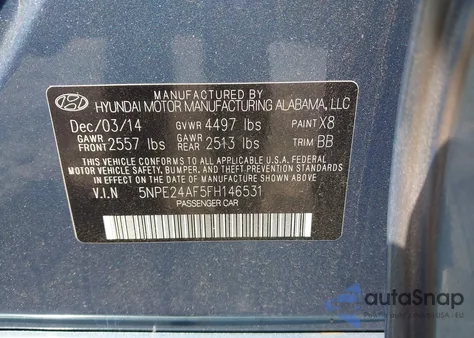 MANUFACTURED BY
HYUNDAI MOTOR MANUFACTURING ALABAMA, LLC
Dec/03/14 GVWR 4497 lbs PAINT X8
GAWR FRONT 2557 lbs GAWR REAR 2513 lbs TRIM BB
THIS VEHICLE CONFORMS TO ALL APPLICABLE U.S.A. FEDERAL
MOTOR VEHICLE SAFETY, BUMPER, AND THEFT PREVENTION
STANDARDS IN EFFECT ON THE DATE OF MANUFACTURE SHOWN ABOVE.
V.I.N 5NPE24AF5FH146531
PASSENGER CAR
autoSnap